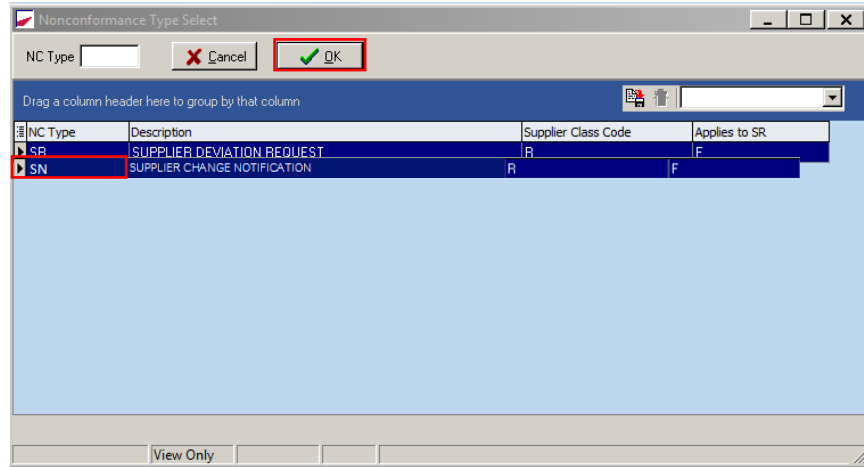 Nonconformance Type Select
NC Type Cancel OK
Drag a column header here to group by that column
NC Type Description Supplier Class Code Applies to SR
SR SUPPLIER DEVIATION REQUEST R F
SN SUPPLIER CHANGE NOTIFICATION R F
View Only